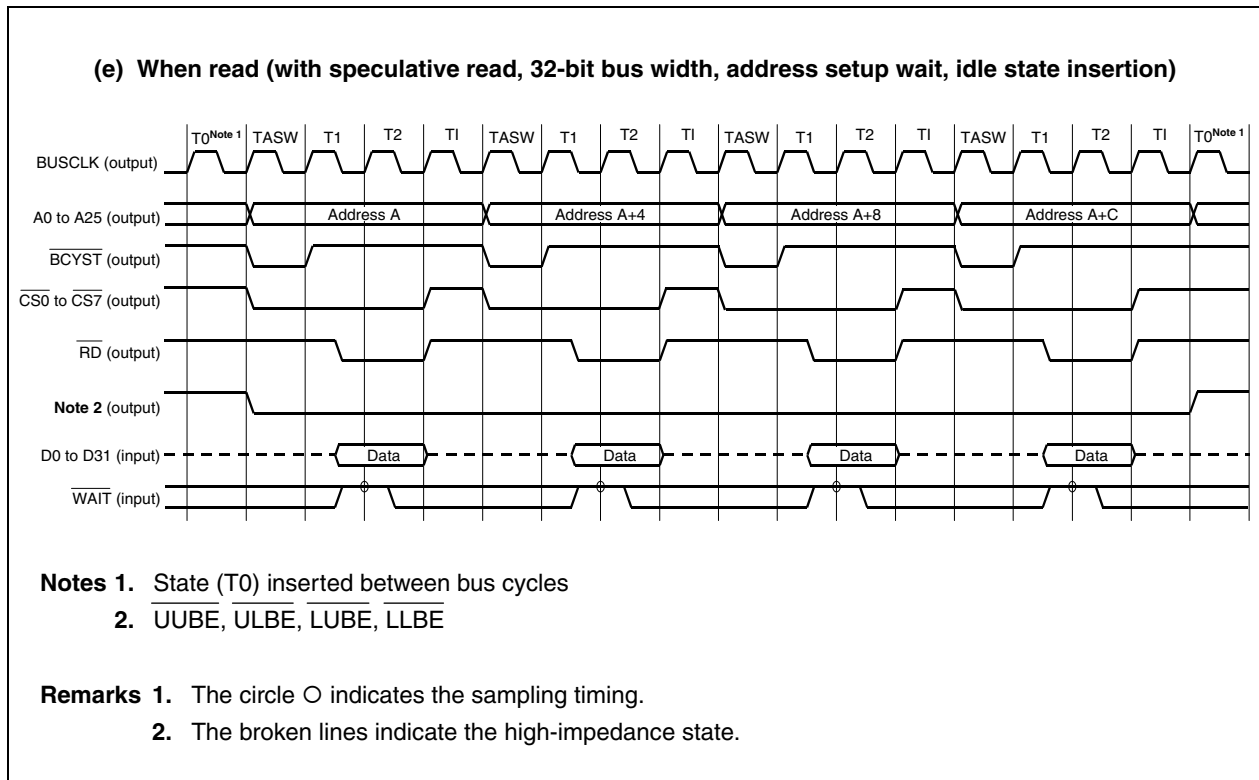 (e) When read (with speculative read, 32-bit bus width, address setup wait, idle state insertion)
T0Note 1 TASW T1 T2 TI TASW T1 T2 TI TASW T1 T2 TI TASW T1 T2 TI T0Note 1
BUSCLK (output)
A0 to A25 (output) Address A Address A+4 Address A+8 Address A+C
BCYST (output)
CS0 to CS7 (output)
RD (output)
Note 2 (output)
D0 to D31 (input) Data Data Data Data
WAIT (input)
Notes 1. State (T0) inserted between bus cycles
2. UUBE, ULBE, LUBE, LLBE
Remarks 1. The circle O indicates the sampling timing.
2. The broken lines indicate the high-impedance state.